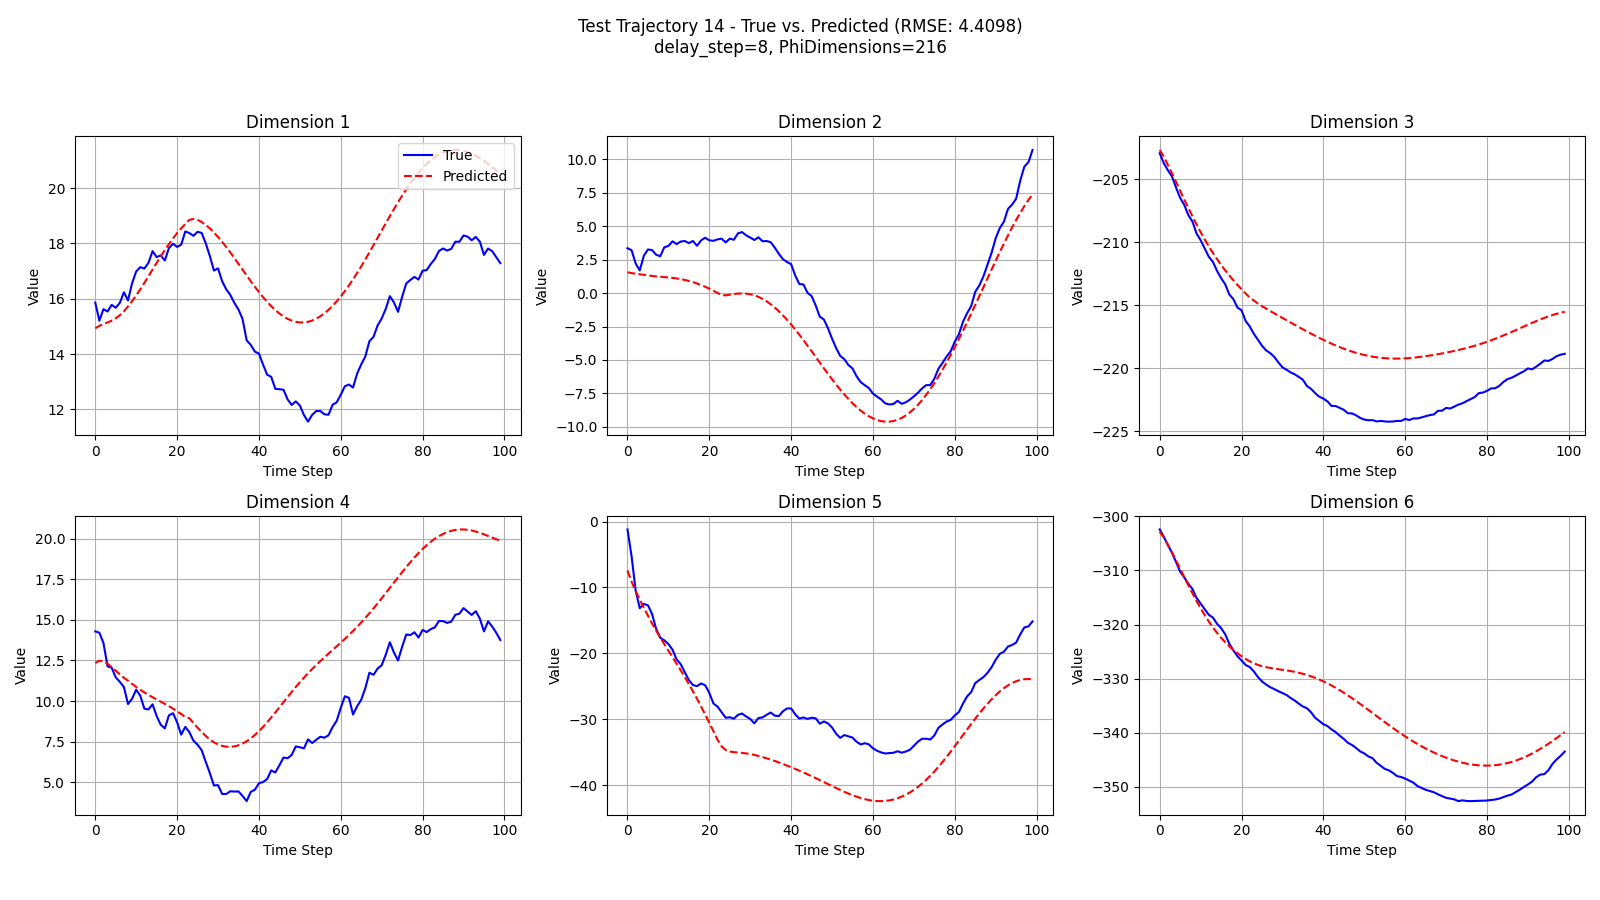 Test Trajectory 14 - True vs. Predicted (RMSE: 4.4098)
delay_step=8, PhiDimensions=216
Dimension 1
True
Predicted
Value
20
18
16
14
12
0 20 40 60 80 100
Time Step
Dimension 2
Value
10.0
7.5
5.0
2.5
0.0
−2.5
−5.0
−7.5
−10.0
0 20 40 60 80 100
Time Step
Dimension 3
Value
−205
−210
−215
−220
−225
0 20 40 60 80 100
Time Step
Dimension 4
Value
20.0
17.5
15.0
12.5
10.0
7.5
5.0
0 20 40 60 80 100
Time Step
Dimension 5
Value
0
−10
−20
−30
−40
0 20 40 60 80 100
Time Step
Dimension 6
Value
−300
−310
−320
−330
−340
−350
0 20 40 60 80 100
Time Step